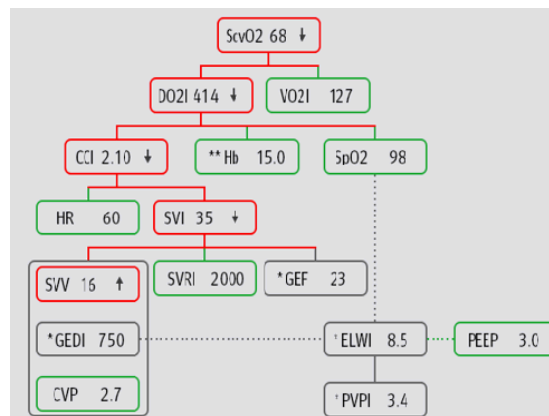 ScvO2 68 ↓
DO2I 414 ↓ VO2I 127
CCI 2.10 ↓ **Hb 15.0 SpO2 98
HR 60 SVI 35 ↓
SVV 16 ↑ SVRI 2000 *GEF 23
*GEDI 750 †ELWI 8.5 PEEP 3.0
CVP 2.7 †PVPI 3.4